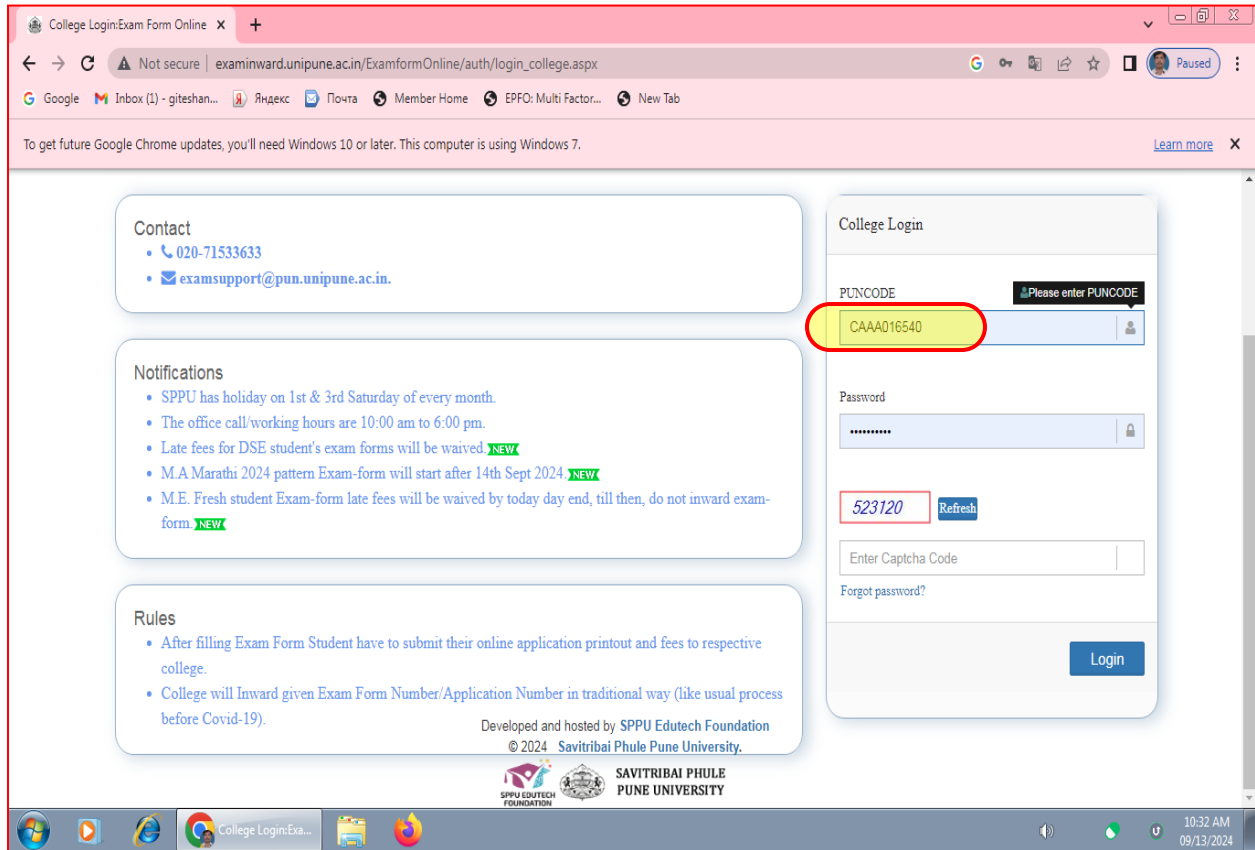 College Login:Exam Form Online
Not secure | examinward.unipune.ac.in/ExamformOnline/auth/login_college.aspx
Paused
Google
Inbox (1) - giteshan...
Яндекс
Почта
Member Home
EPFO: Multi Factor...
New Tab
To get future Google Chrome updates, you'll need Windows 10 or later. This computer is using Windows 7.
Learn more
Contact
020-71533633
examsupport@pun.unipune.ac.in.
Notifications
SPPU has holiday on 1st & 3rd Saturday of every month.
The office call/working hours are 10:00 am to 6:00 pm.
Late fees for DSE student's exam forms will be waived. NEW
M.A Marathi 2024 pattern Exam-form will start after 14th Sept 2024. NEW
M.E. Fresh student Exam-form late fees will be waived by today day end, till then, do not inward exam-
form. NEW
Rules
After filling Exam Form Student have to submit their online application printout and fees to respective
college.
College will Inward given Exam Form Number/Application Number in traditional way (like usual process
before Covid-19).
College Login
PUNCODE
Please enter PUNCODE
CAAA016540
Password
523120
Refresh
Enter Captcha Code
Forgot password?
Login
Developed and hosted by SPPU Edutech Foundation
© 2024 Savitribai Phule Pune University.
SPPU EDUTECH
FOUNDATION
SAVITRIBAI PHULE
PUNE UNIVERSITY
College Login:Exa...
10:32 AM
09/13/2024